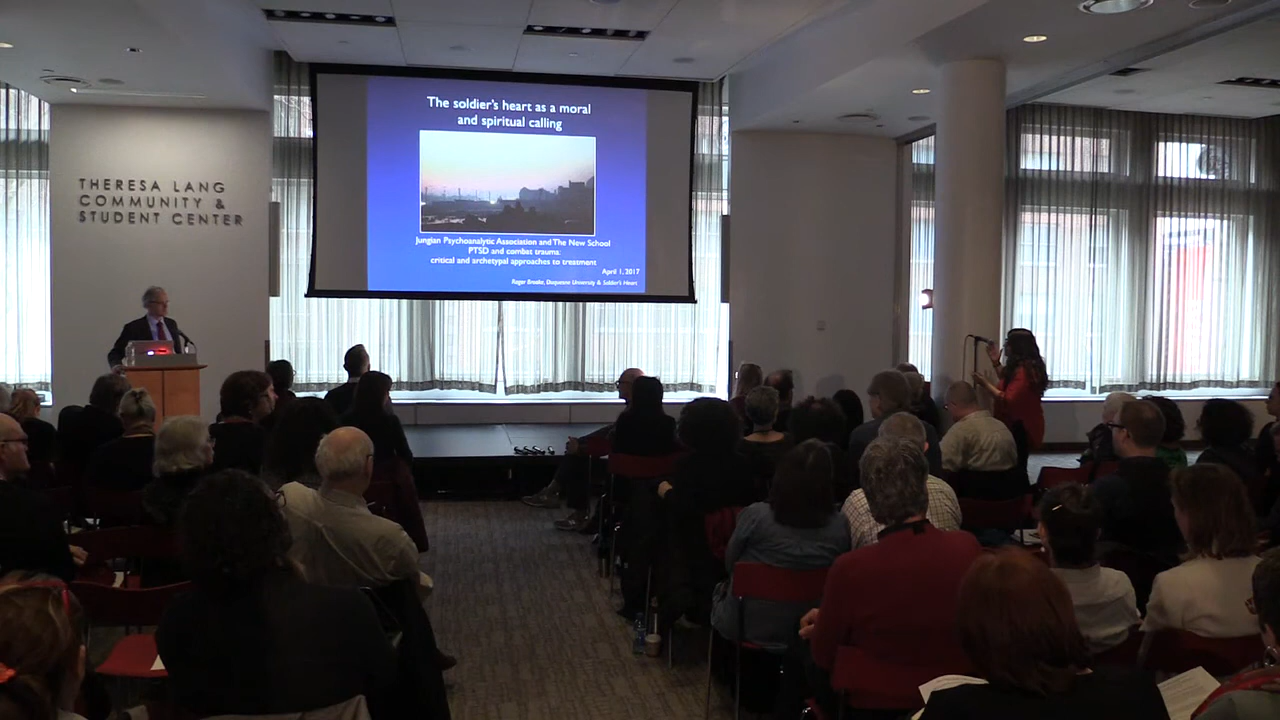 THERESA LANG
COMMUNITY &
STUDENT CENTER
The soldier's heart as a moral
and spiritual calling
Jungian Psychoanalytic Association and The New School
PTSD and combat trauma:
critical and archetypal approaches to treatment
April 1, 2017
Roger Brooke, Duquesne University & Soldier's Heart